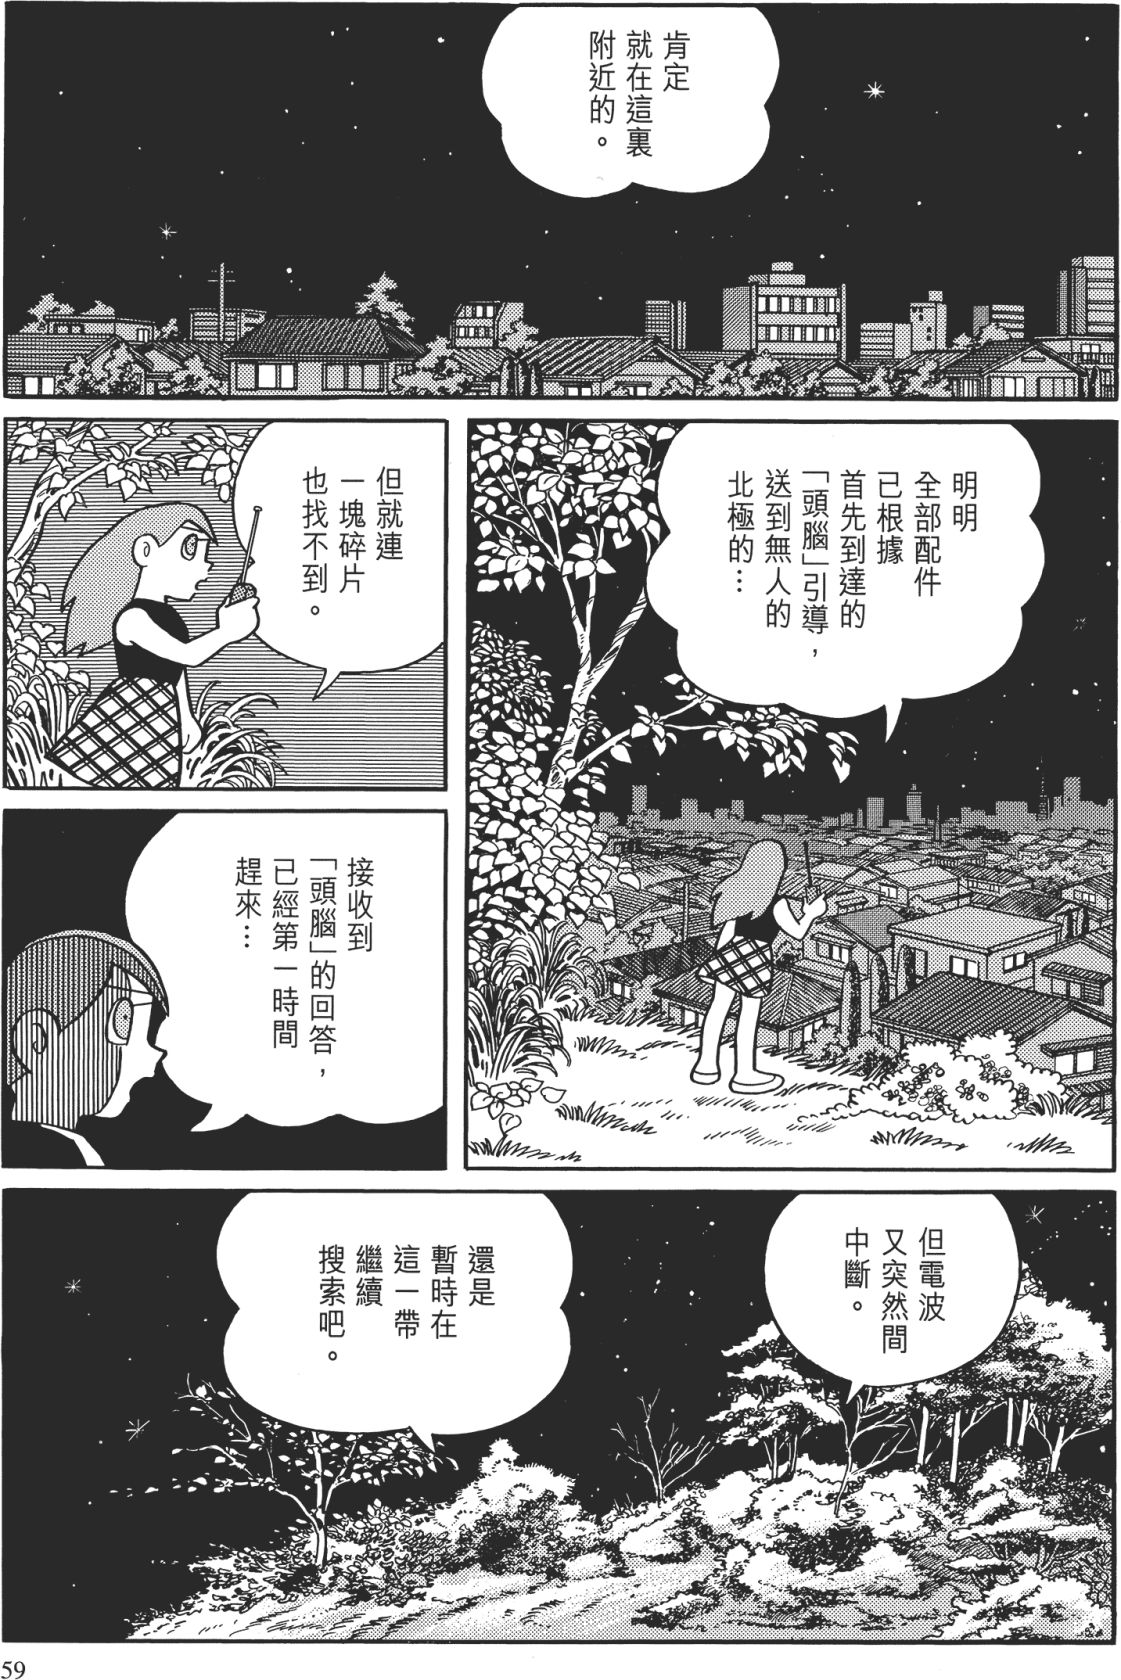 肯定
就在這裏
附近的。
明明
全部配件
已根據
首先到達的
「頭腦」引導，
送到無人的
北極的…
但就連
一塊碎片
也找不到。
接收到
「頭腦」的回答，
已經第一時間
趕來…
但電波
又突然間
中斷。
還是
暫時在
這一帶
繼續
搜索吧。
59